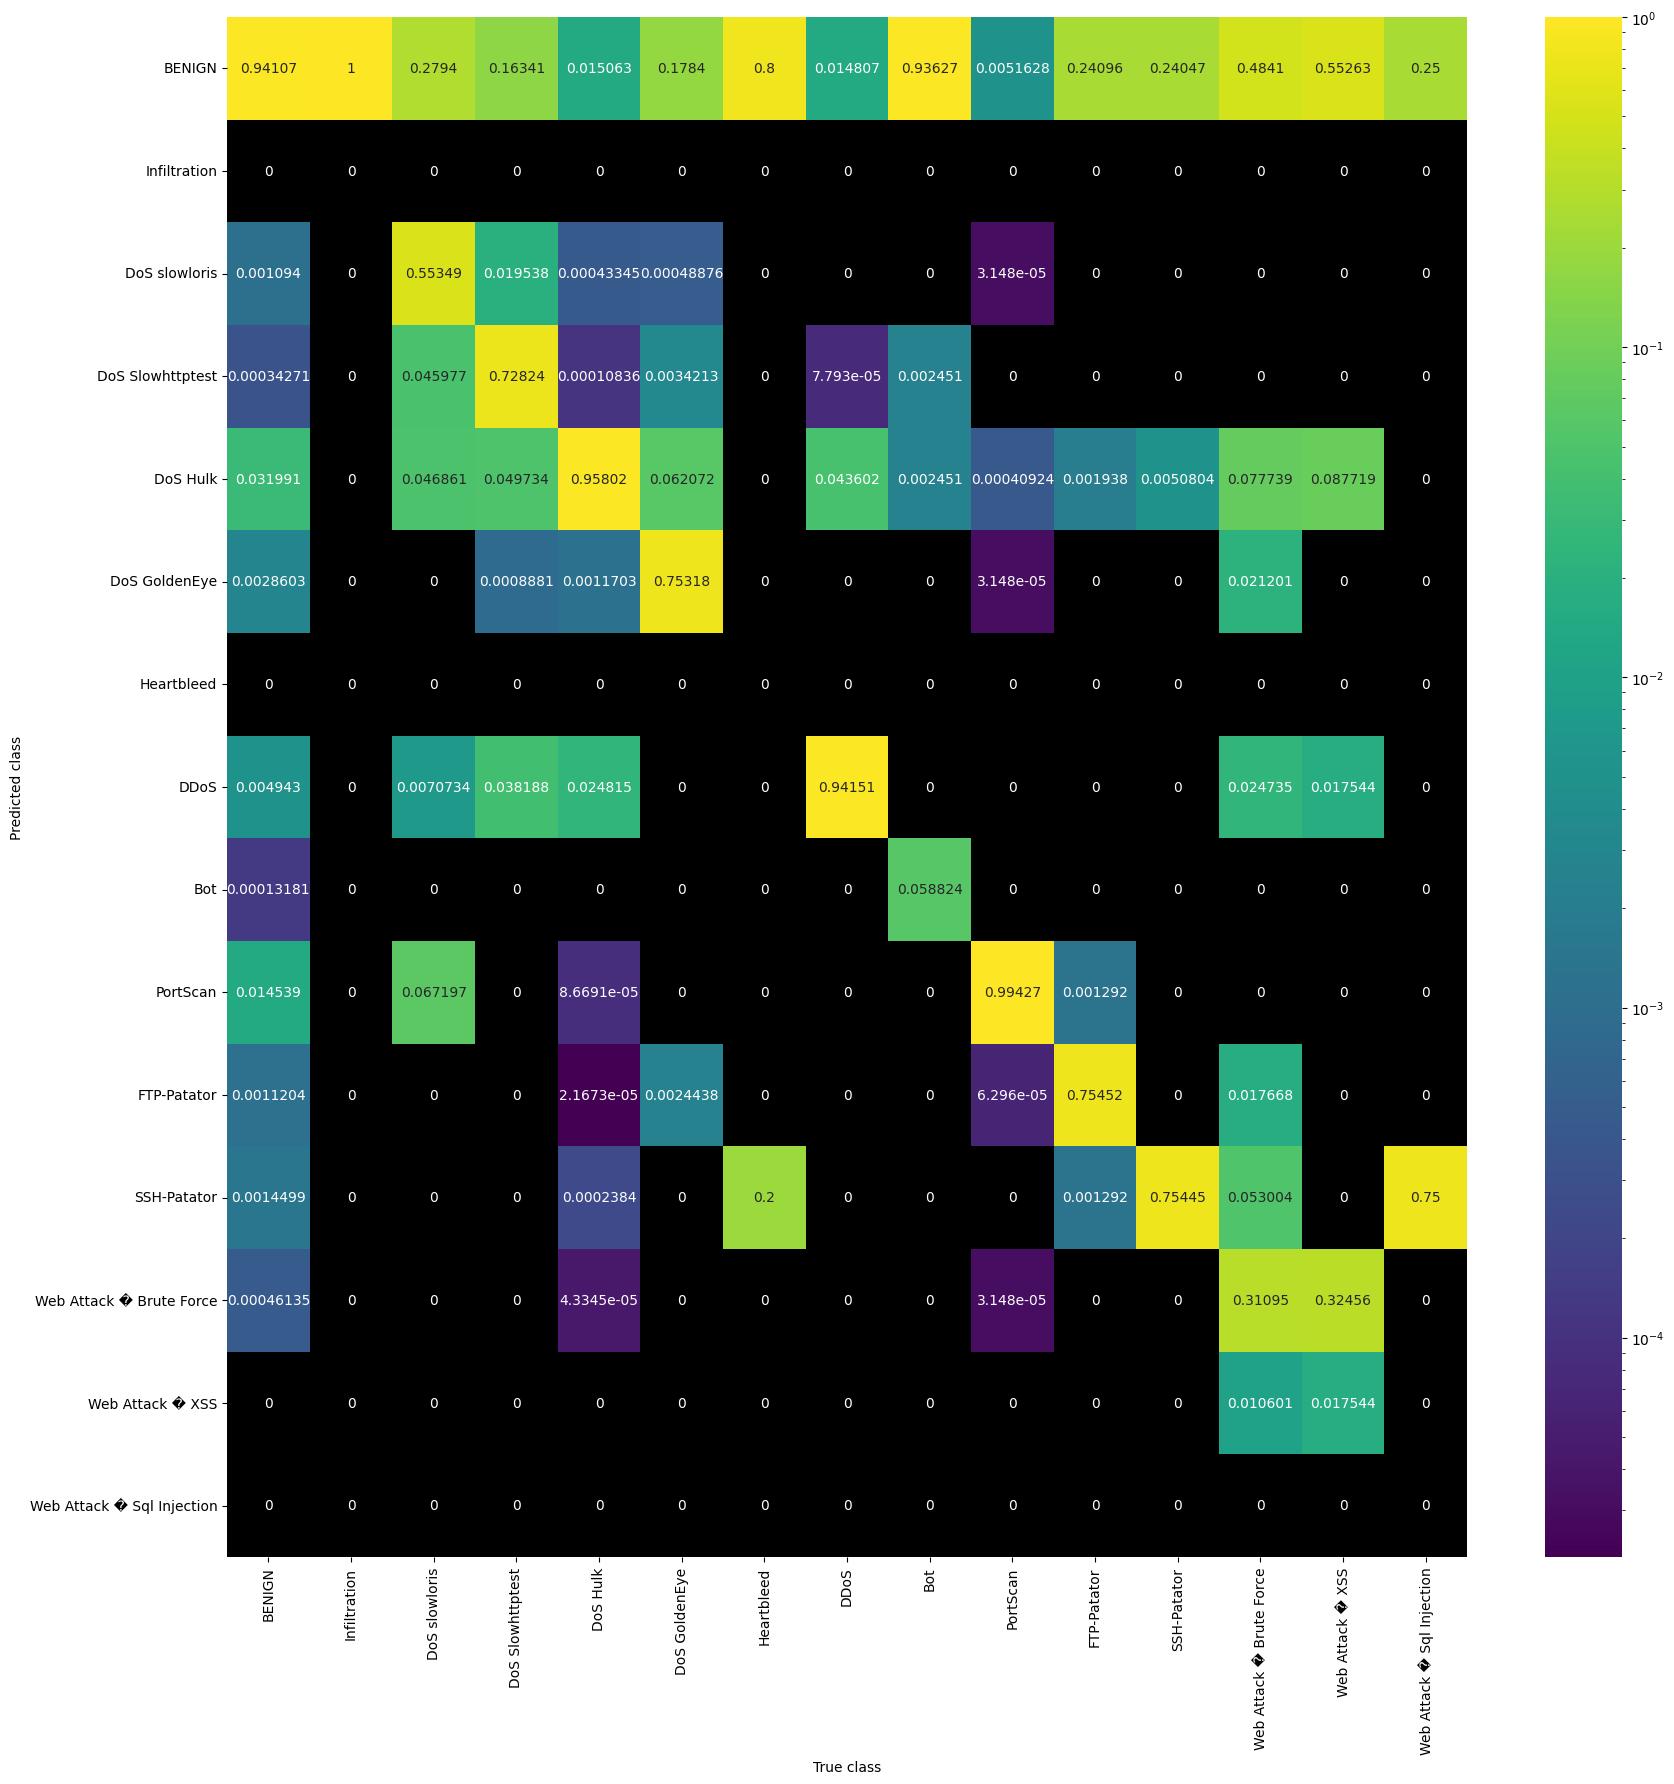 BENIGN 0.94107 1 0.2794 0.16341 0.015063 0.1784 0.8 0.014807 0.93627 0.0051628 0.24096 0.24047 0.4841 0.55263 0.25
Infiltration 0 0 0 0 0 0 0 0 0 0 0 0 0 0 0
DoS slowloris 0.001094 0 0.55349 0.019538 0.00043345 0.00048876 0 0 0 3.148e-05 0 0 0 0 0
DoS Slowhttptest 0.00034271 0 0.045977 0.72824 0.00010836 0.0034213 0 7.793e-05 0.002451 0 0 0 0 0 0
DoS Hulk 0.031991 0 0.046861 0.049734 0.95802 0.062072 0 0.043602 0.002451 0.00040924 0.001938 0.0050804 0.077739 0.087719 0
DoS GoldenEye 0.0028603 0 0 0.0008881 0.0011703 0.75318 0 0 0 3.148e-05 0 0 0.021201 0 0
Heartbleed 0 0 0 0 0 0 0 0 0 0 0 0 0 0 0
DDoS 0.004943 0 0.0070734 0.038188 0.024815 0 0 0.94151 0 0 0 0 0.024735 0.017544 0
Bot 0.00013181 0 0 0 0 0 0 0 0.058824 0 0 0 0 0 0
PortScan 0.014539 0 0.067197 0 8.6691e-05 0 0 0 0 0.99427 0.001292 0 0 0 0
FTP-Patator 0.0011204 0 0 0 2.1673e-05 0.0024438 0 0 0 6.296e-05 0.75452 0 0.017668 0 0
SSH-Patator 0.0014499 0 0 0 0.0002384 0 0.2 0 0 0 0.001292 0.75445 0.053004 0 0.75
Web Attack � Brute Force 0.00046135 0 0 0 4.3345e-05 0 0 0 0 3.148e-05 0 0 0.31095 0.32456 0
Web Attack � XSS 0 0 0 0 0 0 0 0 0 0 0 0 0.010601 0.017544 0
Web Attack � Sql Injection 0 0 0 0 0 0 0 0 0 0 0 0 0 0 0
Predicted class
BENIGN
Infiltration
DoS slowloris
DoS Slowhttptest
DoS Hulk
DoS GoldenEye
Heartbleed
DDoS
Bot
PortScan
FTP-Patator
SSH-Patator
Web Attack � Brute Force
Web Attack � XSS
Web Attack � Sql Injection
True class
10⁰
10⁻¹
10⁻²
10⁻³
10⁻⁴